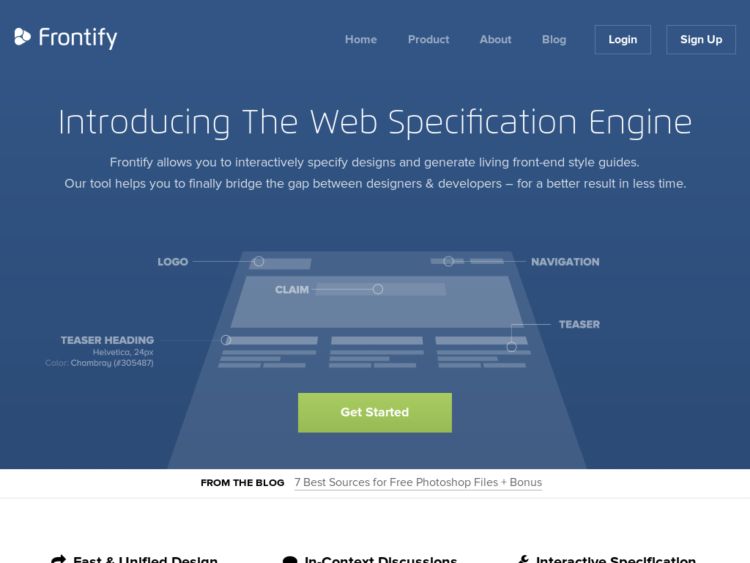 Frontify
Home Product About Blog Login Sign Up
Introducing The Web Specification Engine
Frontify allows you to interactively specify designs and generate living front-end style guides.
Our tool helps you to finally bridge the gap between designers & developers – for a better result in less time.
LOGO
NAVIGATION
CLAIM
TEASER
TEASER HEADING
Helvetica, 24px
Color: Chambray (#305487)
Get Started
FROM THE BLOG 7 Best Sources for Free Photoshop Files + Bonus
Fast & Unified Design In-Context Discussions Interactive Specification